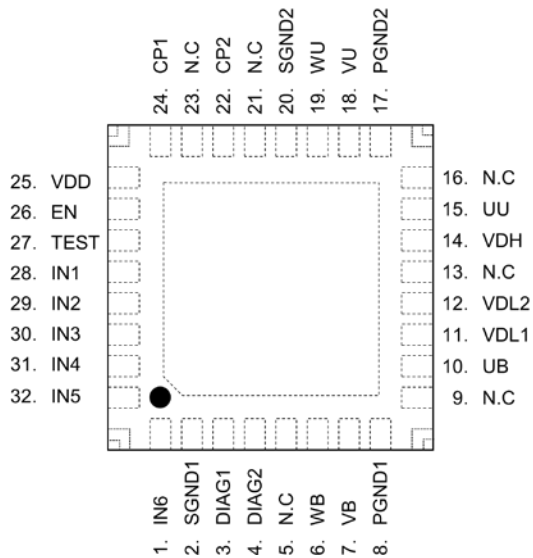 24. CP1
23. N.C
22. CP2
21. N.C
20. SGND2
19. WU
18. VU
17. PGND2
25. VDD
26. EN
27. TEST
28. IN1
29. IN2
30. IN3
31. IN4
32. IN5
16. N.C
15. UU
14. VDH
13. N.C
12. VDL2
11. VDL1
10. UB
9. N.C
1. IN6
2. SGND1
3. DIAG1
4. DIAG2
5. N.C
6. WB
7. VB
8. PGND1